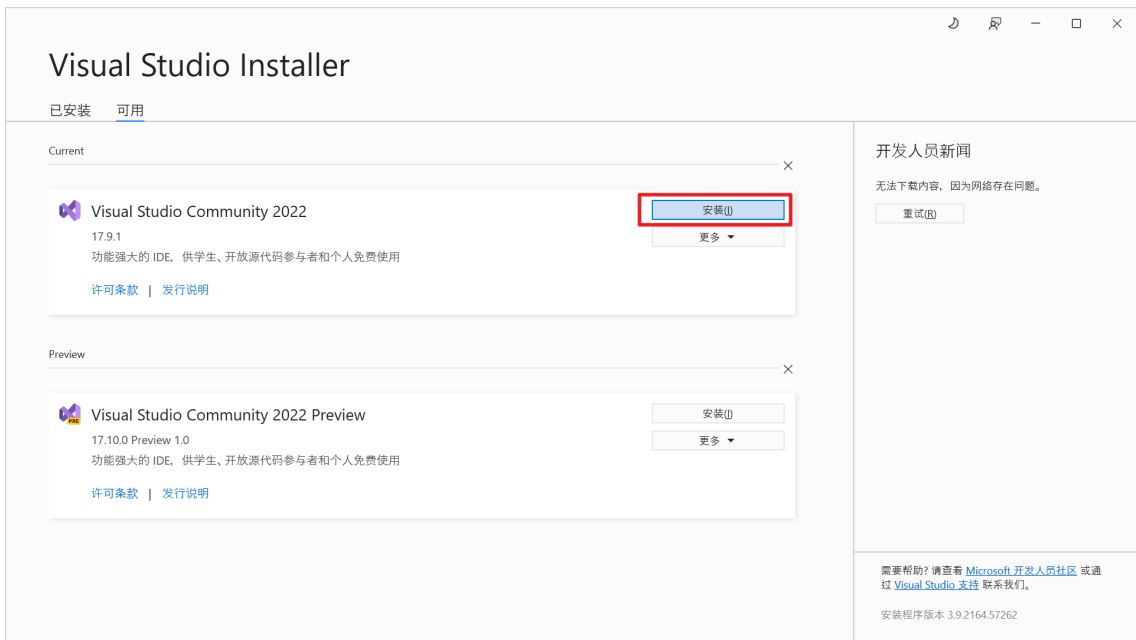 Visual Studio Installer
已安装 可用
Current
Visual Studio Community 2022
安装(I)
17.9.1
更多
功能强大的 IDE，供学生、开放源代码参与者和个人免费使用
许可条款 | 发行说明
Preview
Visual Studio Community 2022 Preview
PRE
安装(I)
17.10.0 Preview 1.0
更多
功能强大的 IDE，供学生、开放源代码参与者和个人免费使用
许可条款 | 发行说明
开发人员新闻
无法下载内容，因为网络存在问题。
重试(R)
需要帮助? 请查看 Microsoft 开发人员社区 或通
过 Visual Studio 支持 联系我们。
安装程序版本 3.9.2164.57262